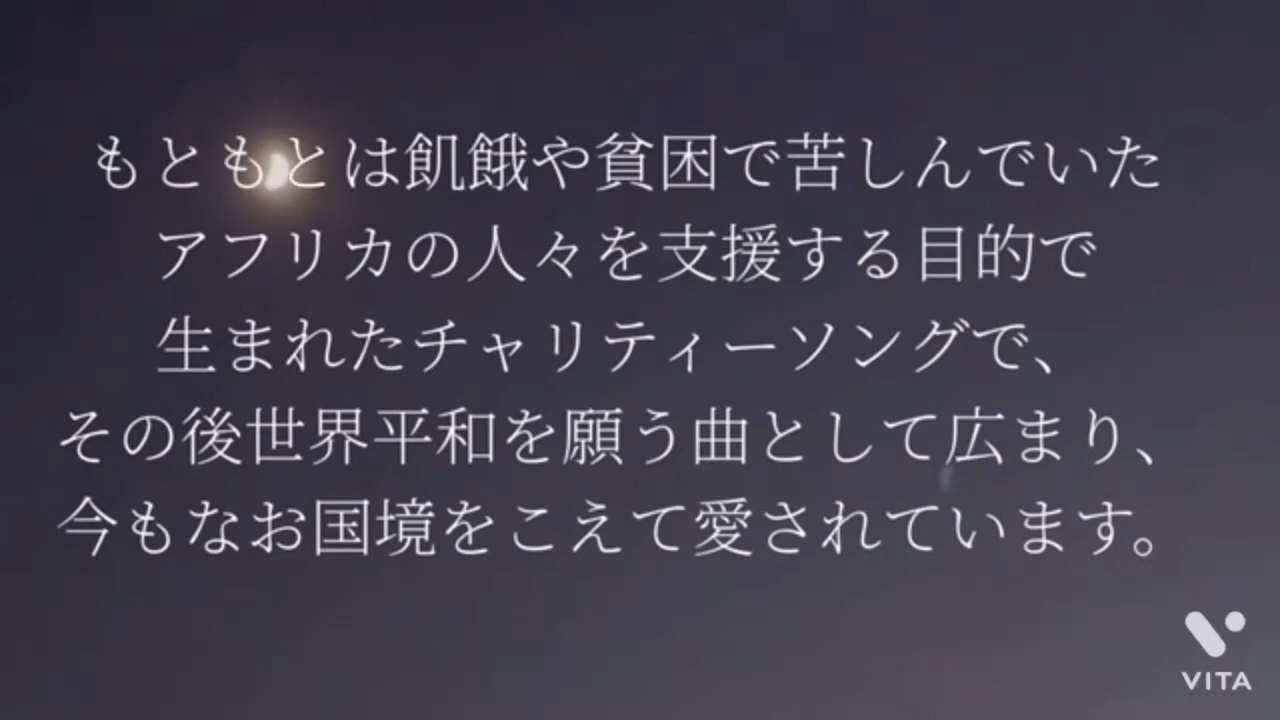 もともとは飢餓や貧困で苦しんでいた
アフリカの人々を支援する目的で
生まれたチャリティーソングで、
その後世界平和を願う曲として広まり、
今もなお国境をこえて愛されています。
VITA